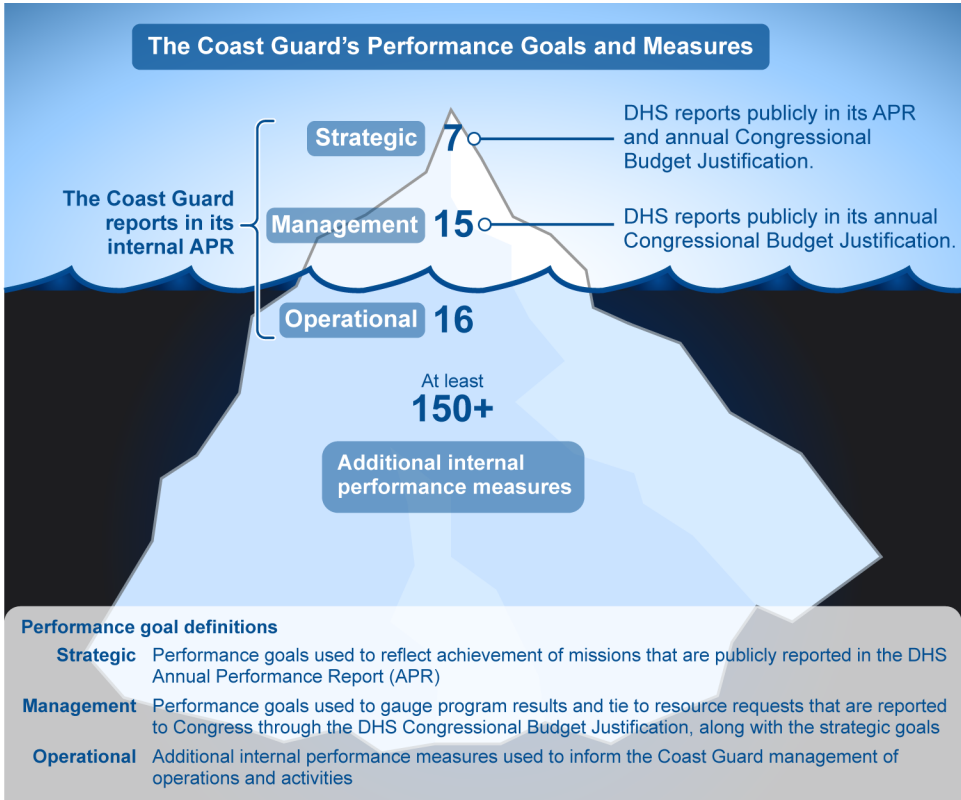 The Coast Guard's Performance Goals and Measures
Strategic 7
DHS reports publicly in its APR
and annual Congressional
Budget Justification.
The Coast Guard
reports in its
internal APR
Management 15
DHS reports publicly in its annual
Congressional Budget Justification.
Operational 16
At least
150+
Additional internal
performance measures
Performance goal definitions
Strategic Performance goals used to reflect achievement of missions that are publicly reported in the DHS
Annual Performance Report (APR)
Management Performance goals used to gauge program results and tie to resource requests that are reported
to Congress through the DHS Congressional Budget Justification, along with the strategic goals
Operational Additional internal performance measures used to inform the Coast Guard management of
operations and activities